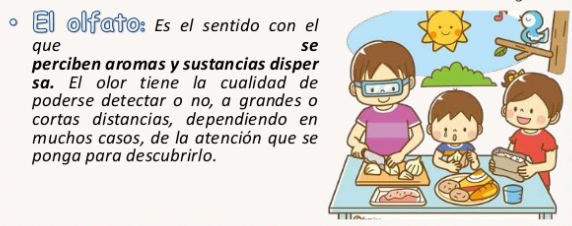 El olfato: Es el sentido con el
que se
perciben aromas y sustancias disper
sa. El olor tiene la cualidad de
poderse detectar o no, a grandes o
cortas distancias, dependiendo en
muchos casos, de la atención que se
ponga para descubrirlo.